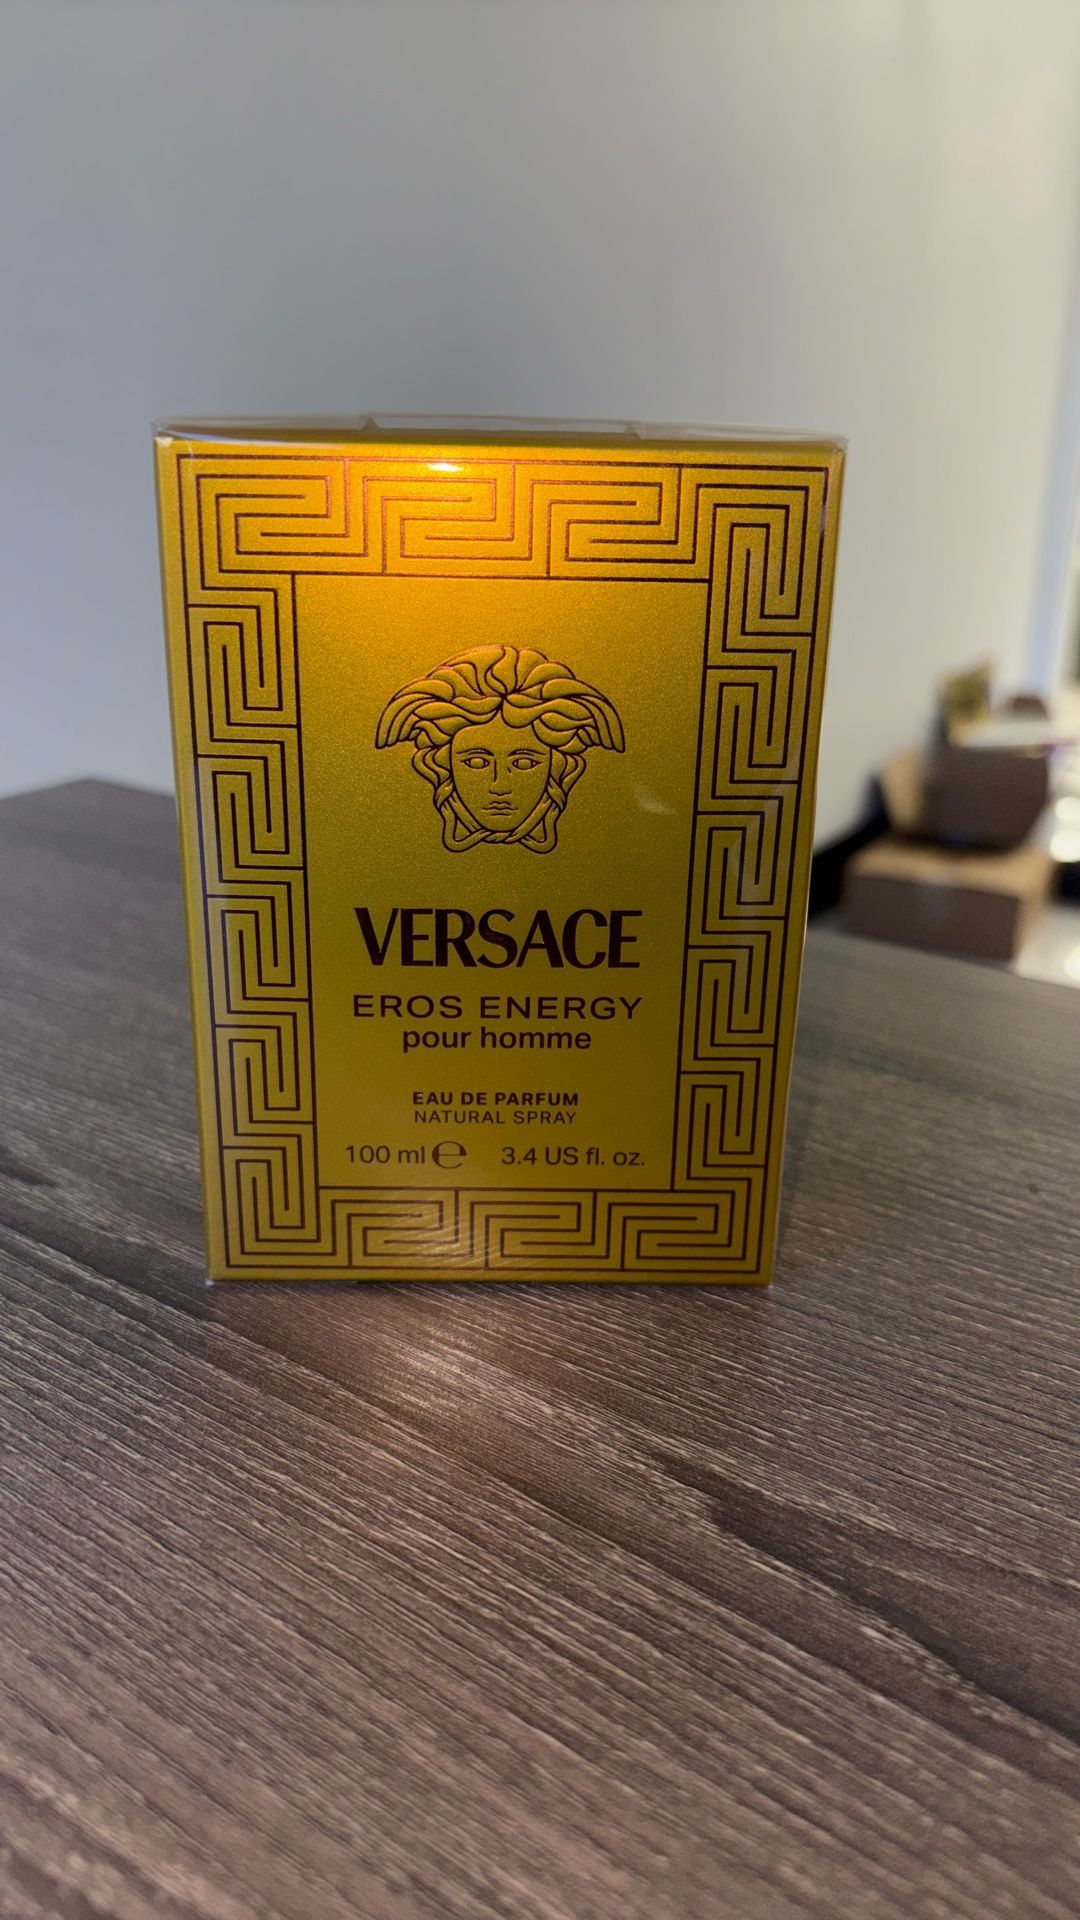 VERSACE
EROS ENERGY
pour homme
EAU DE PARFUM
NATURAL SPRAY
100 ml ℮ 3.4 US fl. oz.